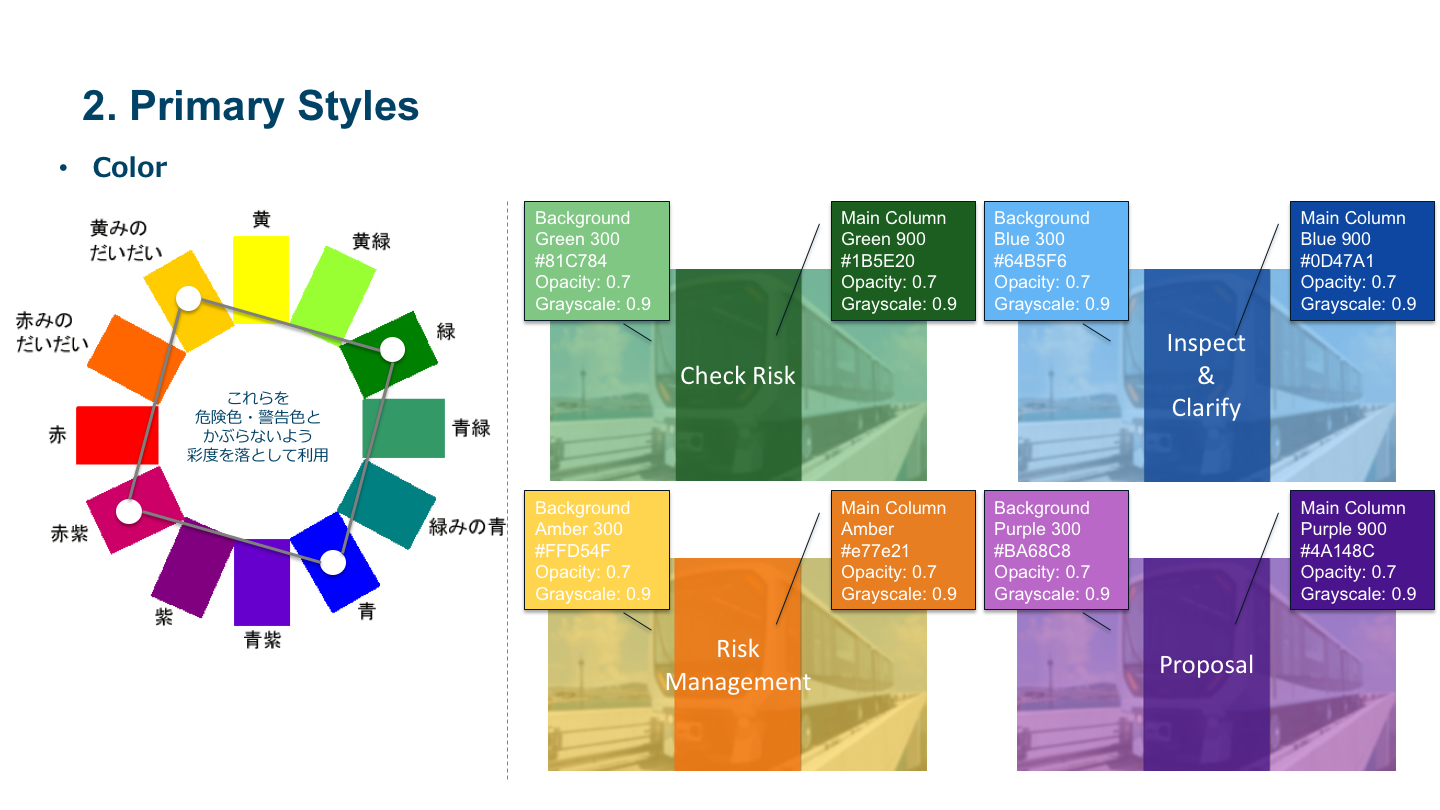 2. Primary Styles
• Color
黄
黄みの
だいだい
黄緑
赤みの
だいだい
緑
これらを
危険色・警告色と
かぶらないよう
彩度を落として利用
赤
青緑
赤紫
緑みの青
紫
青
青紫
Background
Green 300
#81C784
Opacity: 0.7
Grayscale: 0.9
Main Column
Green 900
#1B5E20
Opacity: 0.7
Grayscale: 0.9
Check Risk
Background
Blue 300
#64B5F6
Opacity: 0.7
Grayscale: 0.9
Main Column
Blue 900
#0D47A1
Opacity: 0.7
Grayscale: 0.9
Inspect
&
Clarify
Background
Amber 300
#FFD54F
Opacity: 0.7
Grayscale: 0.9
Main Column
Amber
#e77e21
Opacity: 0.7
Grayscale: 0.9
Risk
Management
Background
Purple 300
#BA68C8
Opacity: 0.7
Grayscale: 0.9
Main Column
Purple 900
#4A148C
Opacity: 0.7
Grayscale: 0.9
Proposal